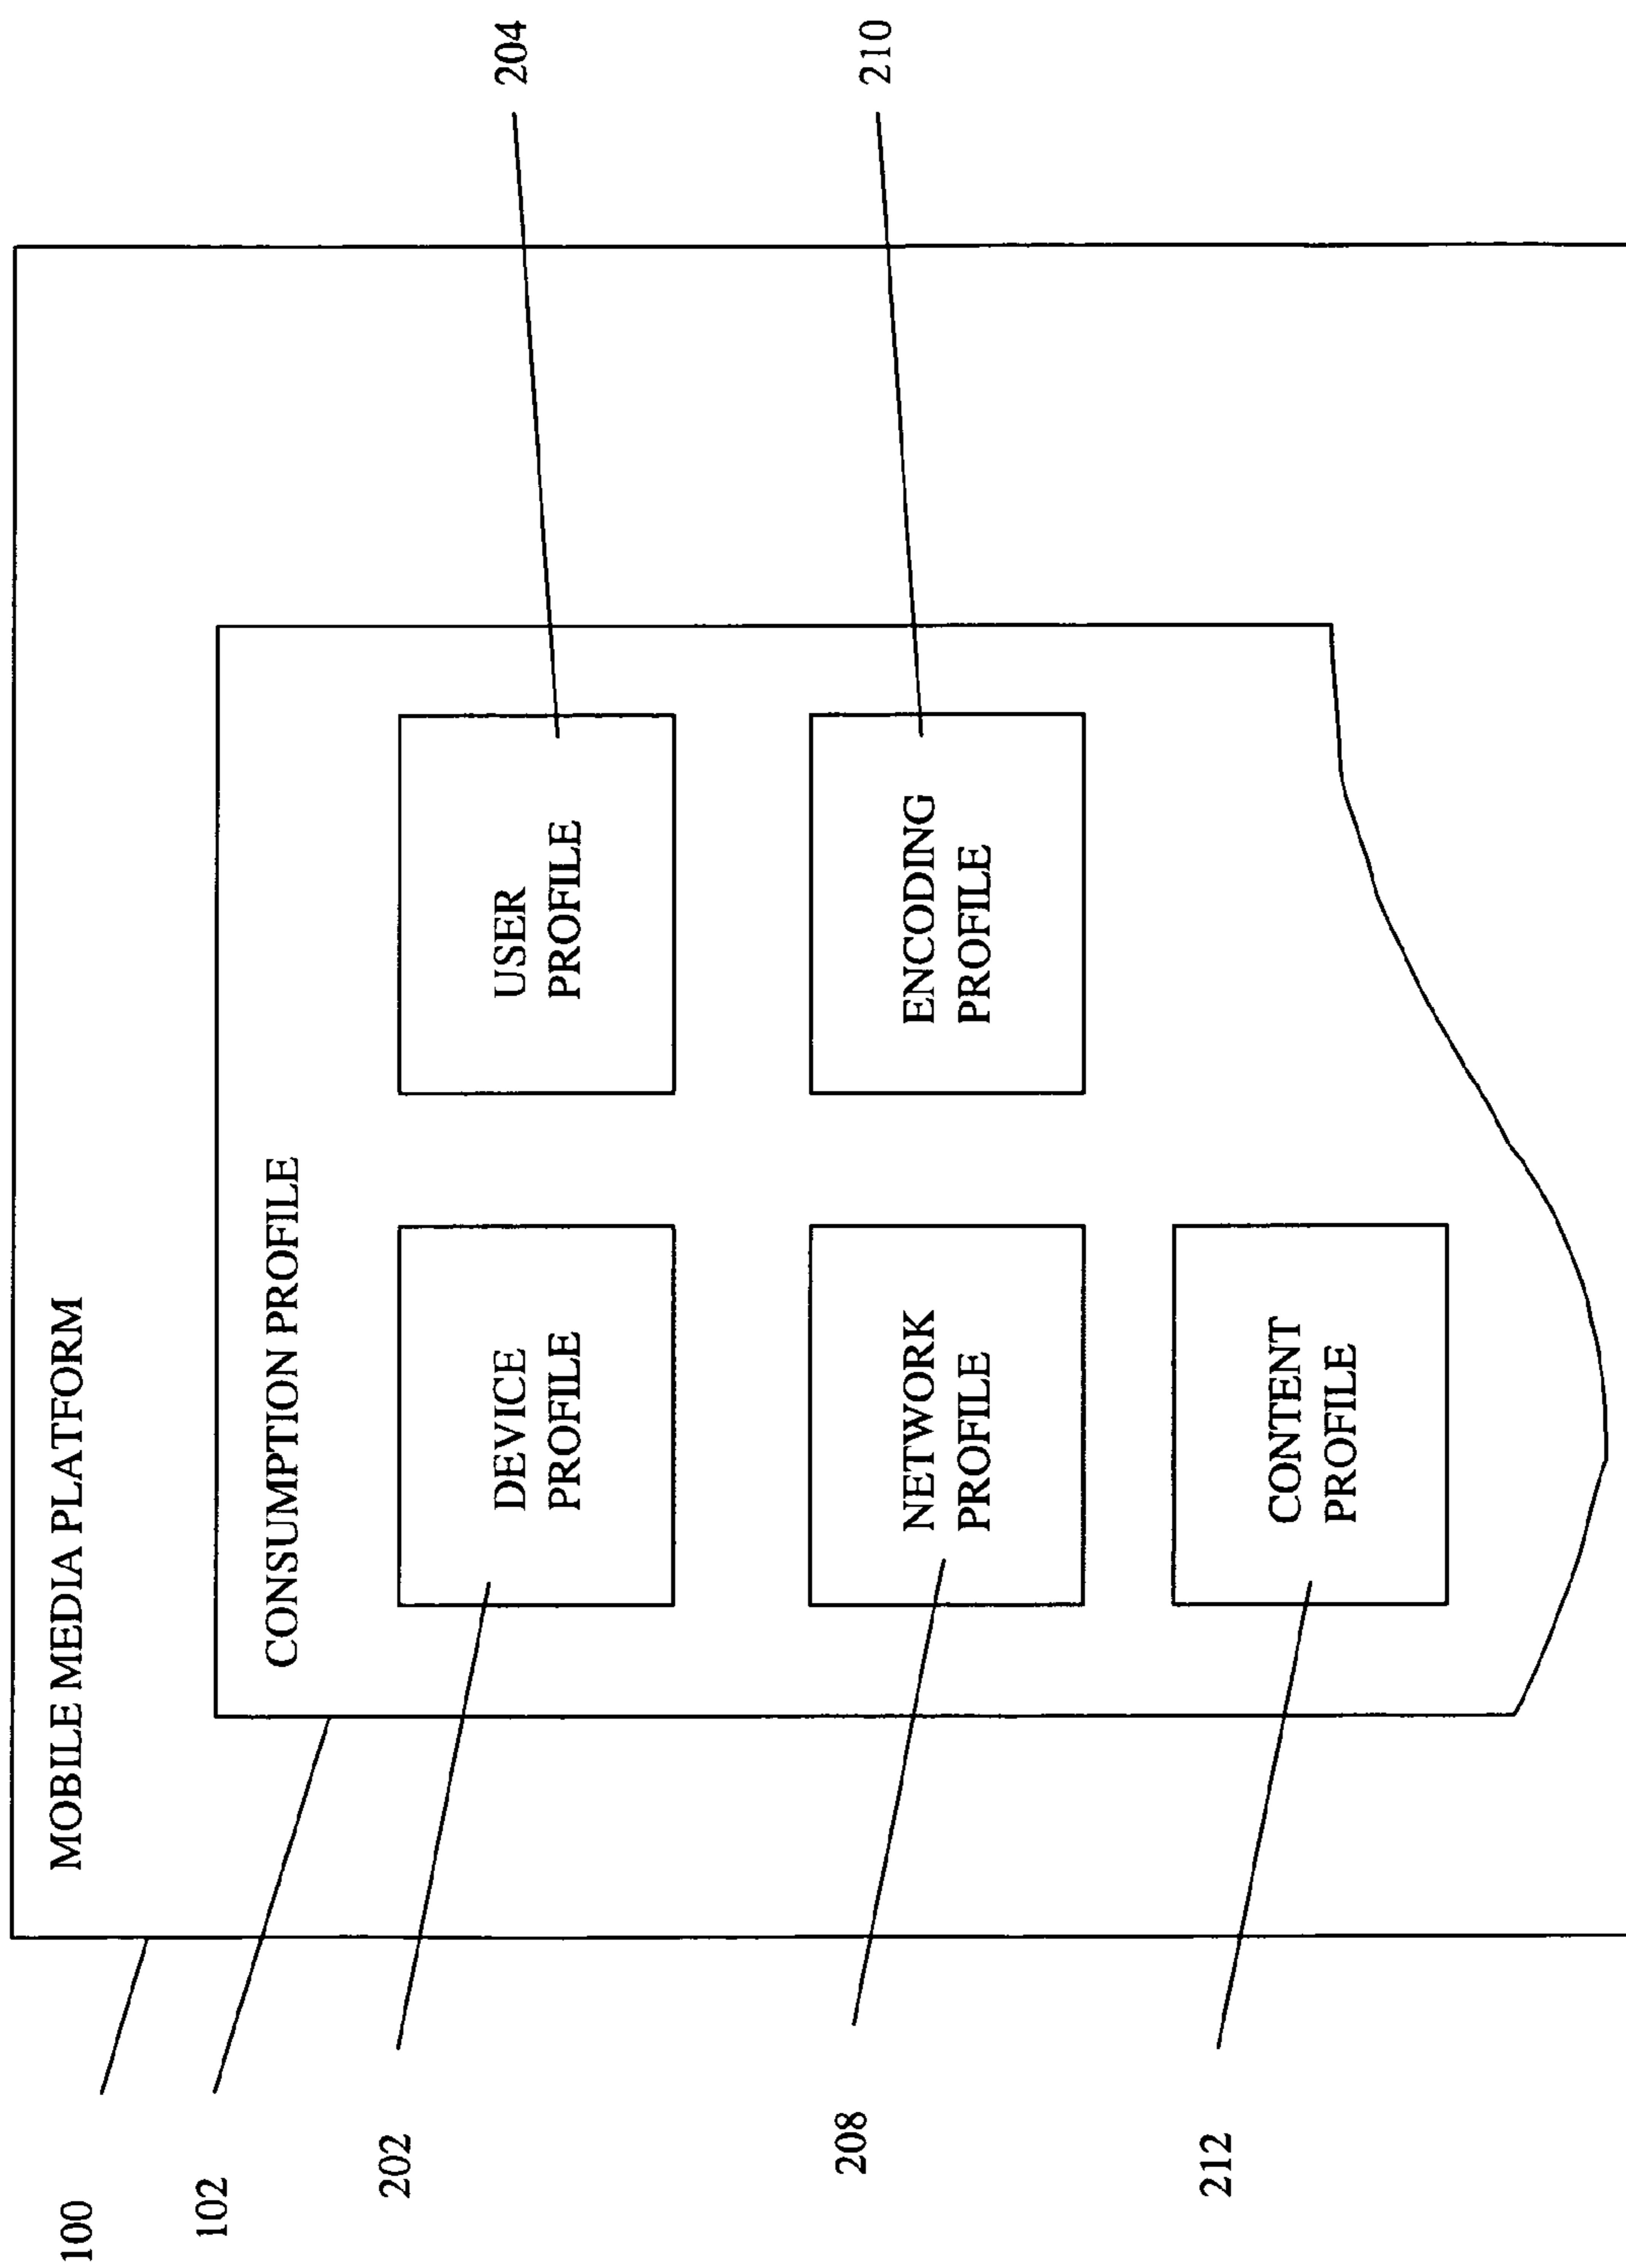 MOBILE MEDIA PLATFORM
100
CONSUMPTION PROFILE
102
DEVICE
PROFILE
202
USER
PROFILE
204
NETWORK
PROFILE
208
ENCODING
PROFILE
210
CONTENT
PROFILE
212